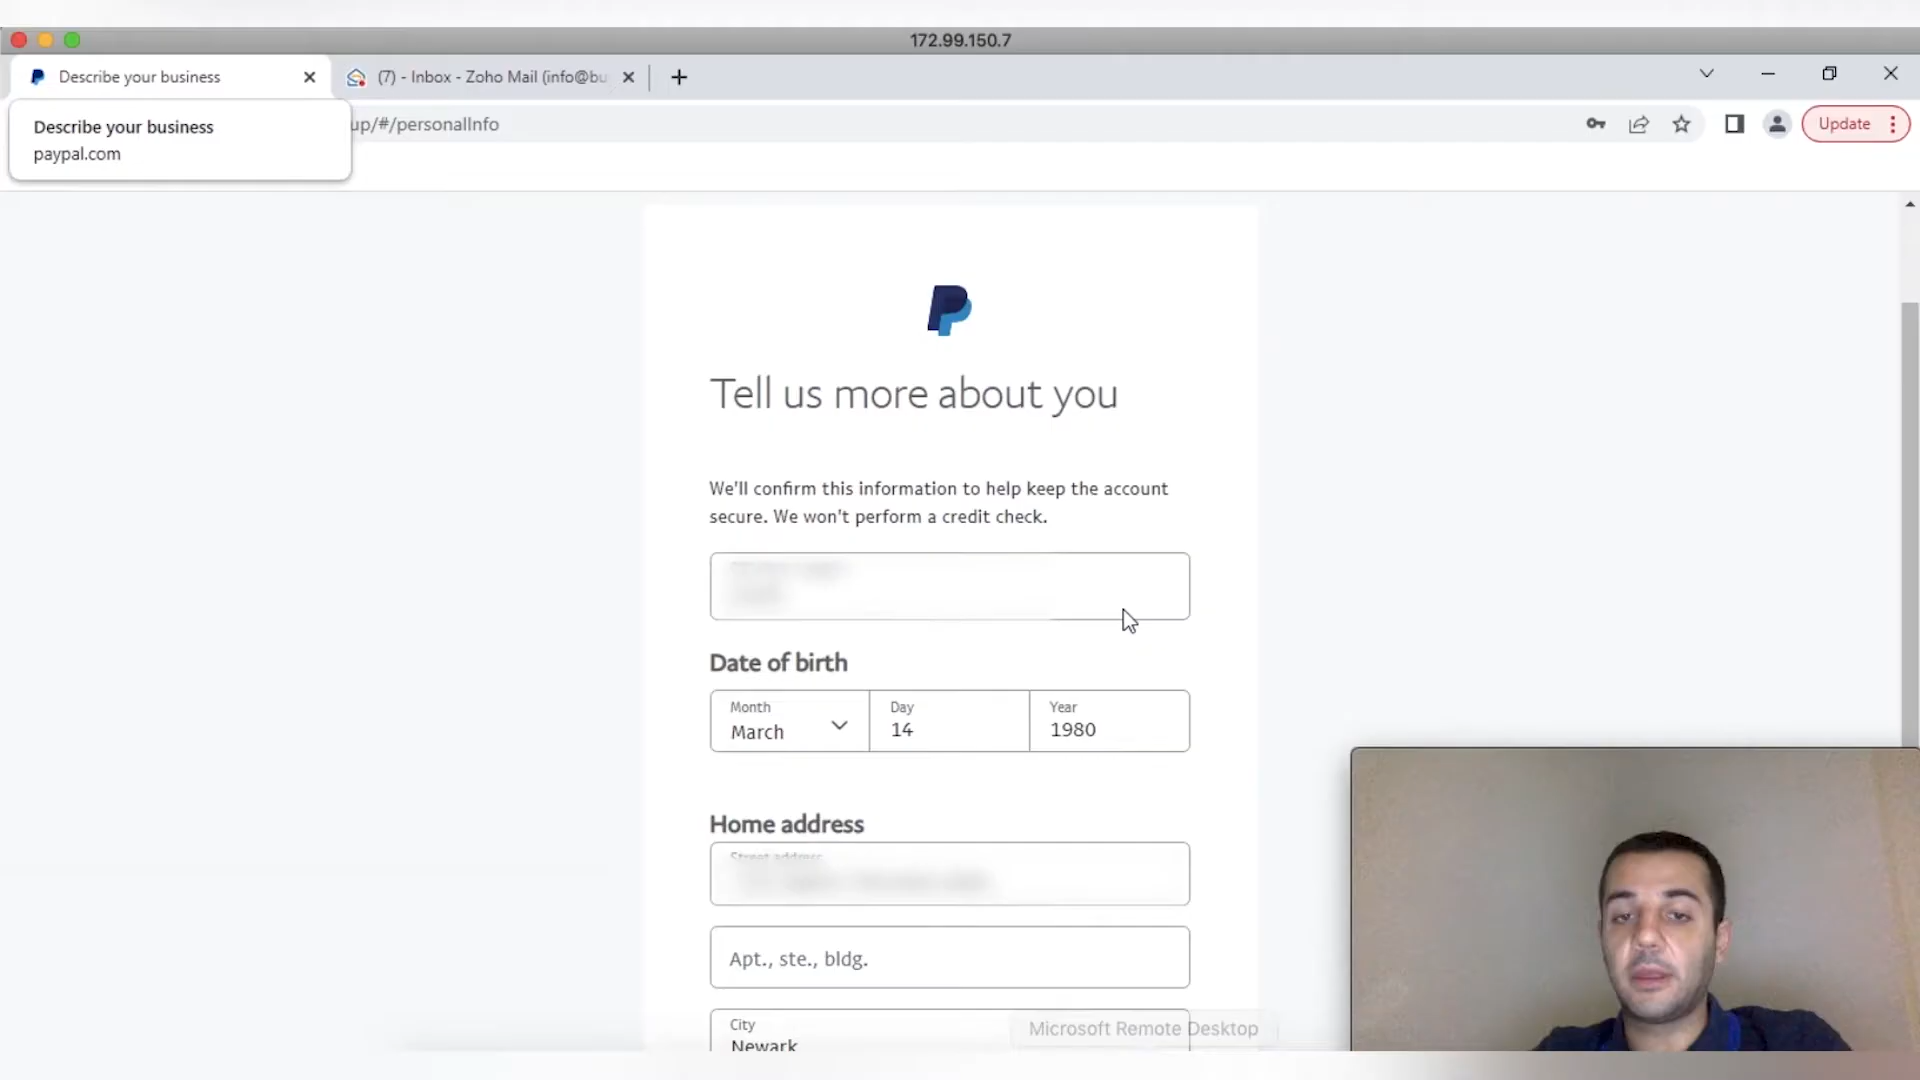 172.99.150.7
Describe your business
(7) - Inbox - Zoho Mail (info@bu
Describe your business
paypal.com
up/#/personalInfo
Update
Tell us more about you
We'll confirm this information to help keep the account
secure. We won't perform a credit check.
Date of birth
Month
March
Day
14
Year
1980
Home address
Street address
Apt., ste., bldg.
City
Newark
Microsoft Remote Desktop